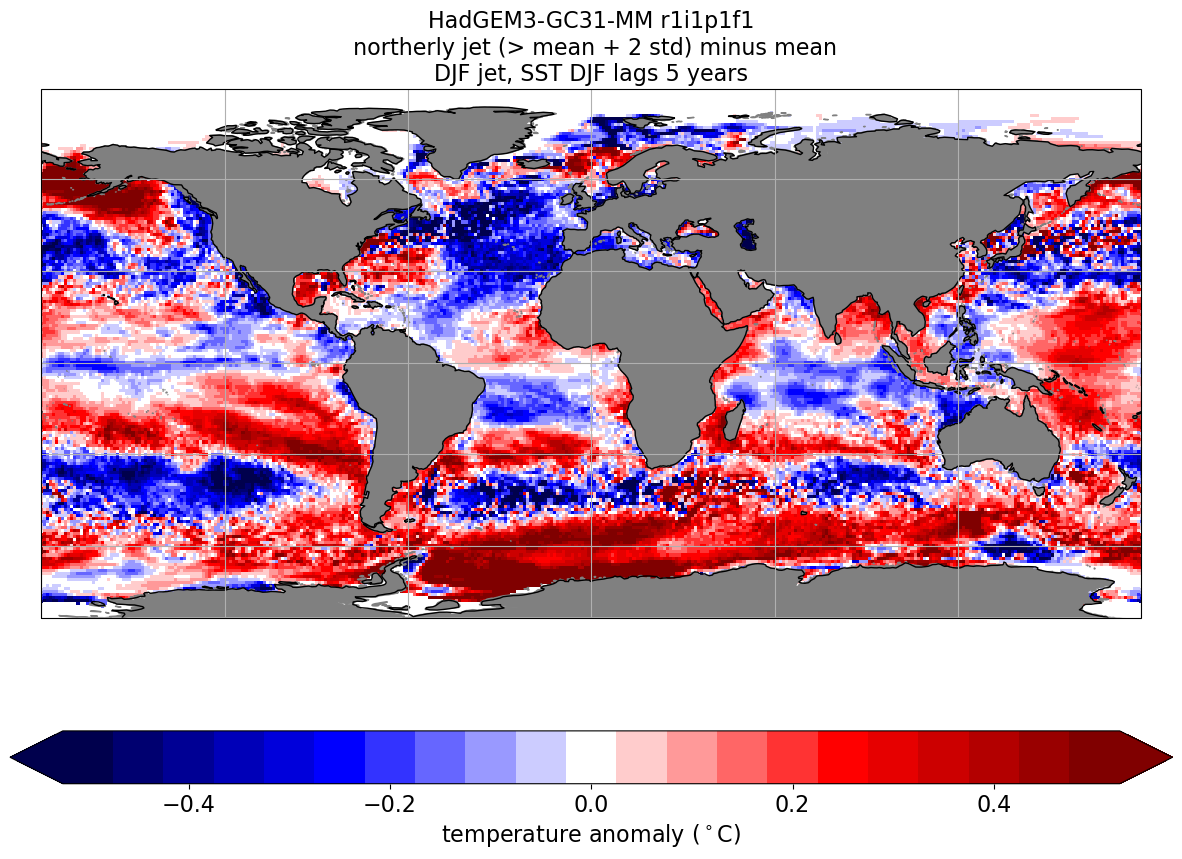 HadGEM3-GC31-MM r1i1p1f1
northerly jet (> mean + 2 std) minus mean
DJF jet, SST DJF lags 5 years
−0.4 −0.2 0.0 0.2 0.4
temperature anomaly (°C)